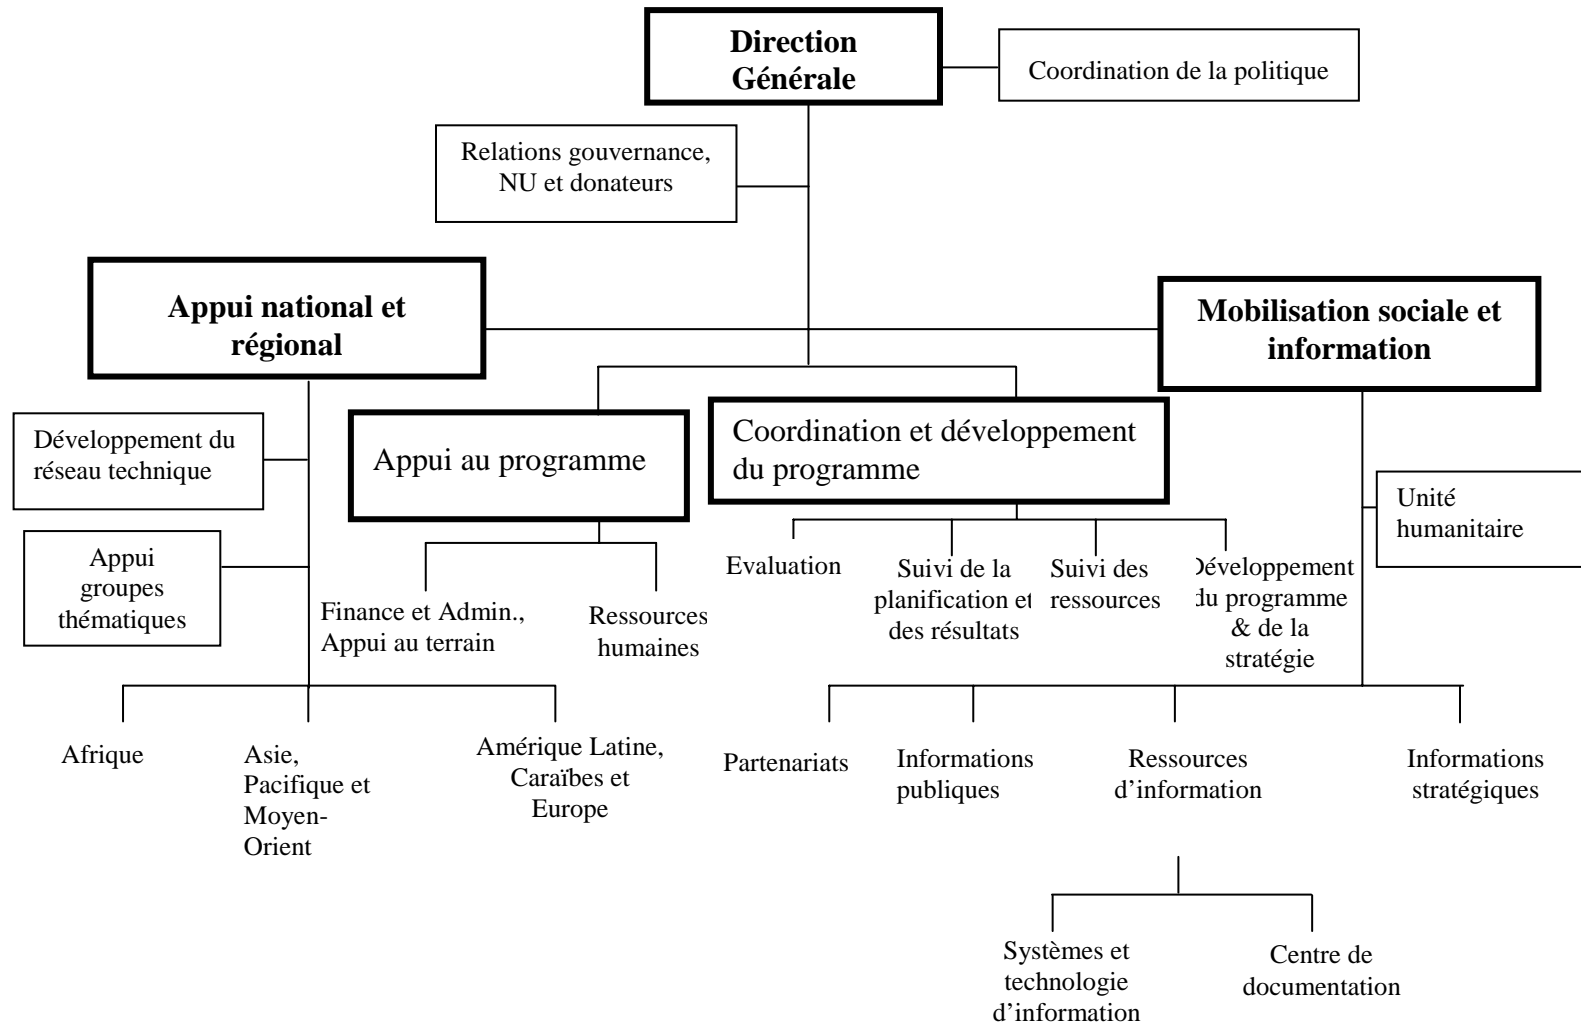 Direction
Générale
Coordination de la politique
Relations gouvernance,
NU et donateurs
Appui national et
régional
Mobilisation sociale et
information
Développement du
réseau technique
Appui au programme
Coordination et développement
du programme
Unité
humanitaire
Appui
groupes
thématiques
Finance et Admin.,
Appui au terrain
Ressources
humaines
Evaluation
Suivi de la
planification et
des résultats
Suivi des
ressources
Développement
du programme
& de la
stratégie
Afrique
Asie,
Pacifique et
Moyen-
Orient
Amérique Latine,
Caraïbes et
Europe
Partenariats
Informations
publiques
Ressources
d’information
Informations
stratégiques
Systèmes et
technologie
d’information
Centre de
documentation